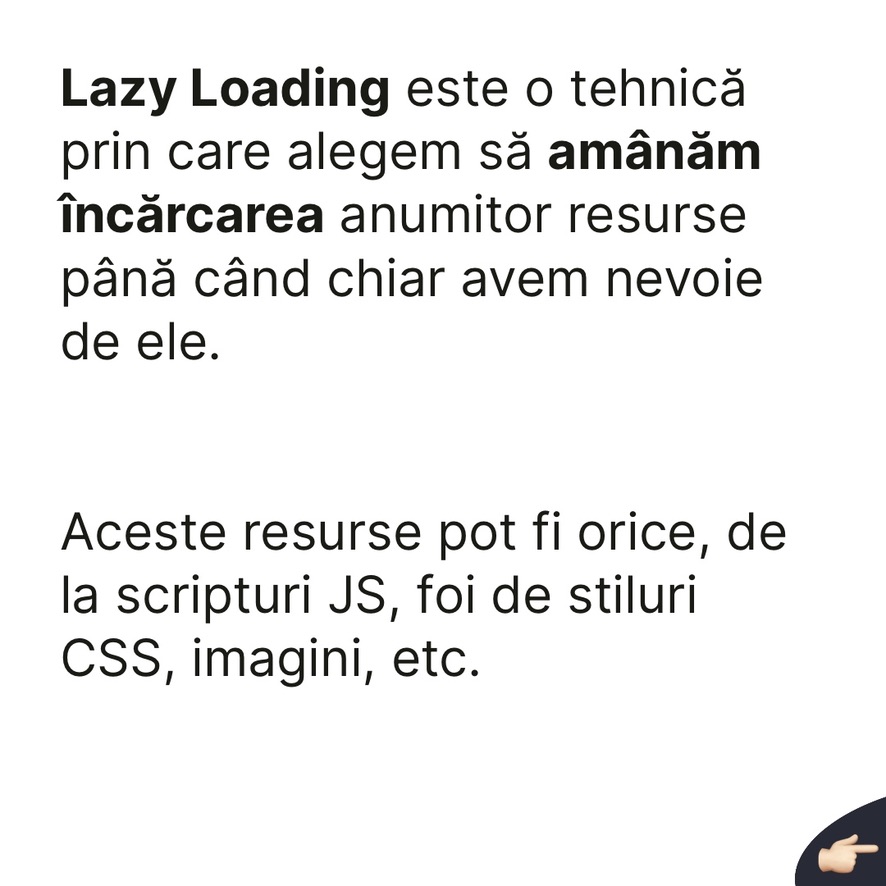 Lazy Loading este o tehnică
prin care alegem să amânăm
încărcarea anumitor resurse
până când chiar avem nevoie
de ele.
Aceste resurse pot fi orice, de
la scripturi JS, foi de stiluri
CSS, imagini, etc.